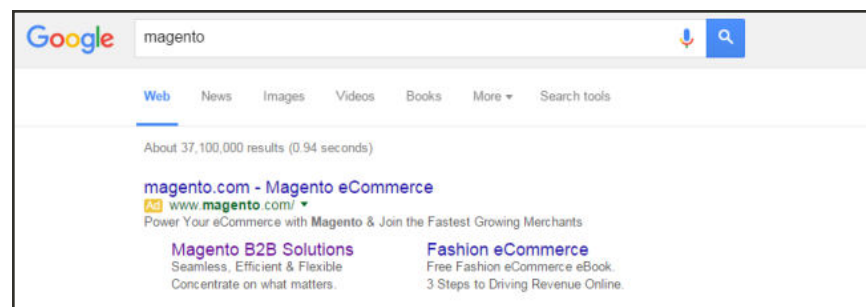 Google magento
Web News Images Videos Books More Search tools
About 37,100,000 results (0.94 seconds)
magento.com - Magento eCommerce
Ad www.magento.com/
Power Your eCommerce with Magento & Join the Fastest Growing Merchants
Magento B2B Solutions
Seamless, Efficient & Flexible
Concentrate on what matters.
Fashion eCommerce
Free Fashion eCommerce eBook.
3 Steps to Driving Revenue Online.